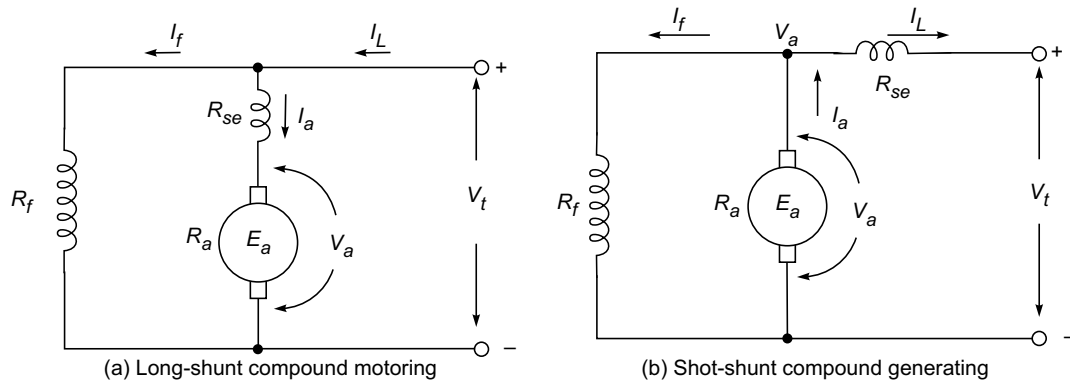 I_f
I_L
+
R_se
I_a
R_f
R_a
E_a
V_a
V_t
–
(a) Long-shunt compound motoring
I_f
V_a
I_L
+
R_se
I_a
R_f
R_a
E_a
V_a
V_t
–
(b) Shot-shunt compound generating